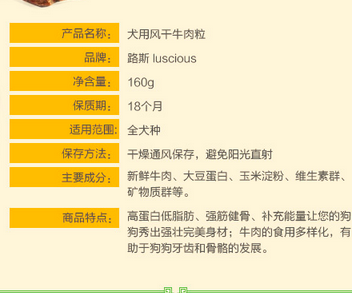 产品名称： 犬用风干牛肉粒
品牌： 路斯 luscious
净含量： 160g
保质期： 18个月
适用范围: 全犬种
保存方法： 干燥通风保存，避免阳光直射
主要成分： 新鲜牛肉、大豆蛋白、玉米淀粉、维生素群、
矿物质群等。
商品特点： 高蛋白低脂肪、强筋健骨、补充能量让您的狗
狗秀出强壮完美身材；牛肉的食用多样化，有
助于狗狗牙齿和骨骼的发展。